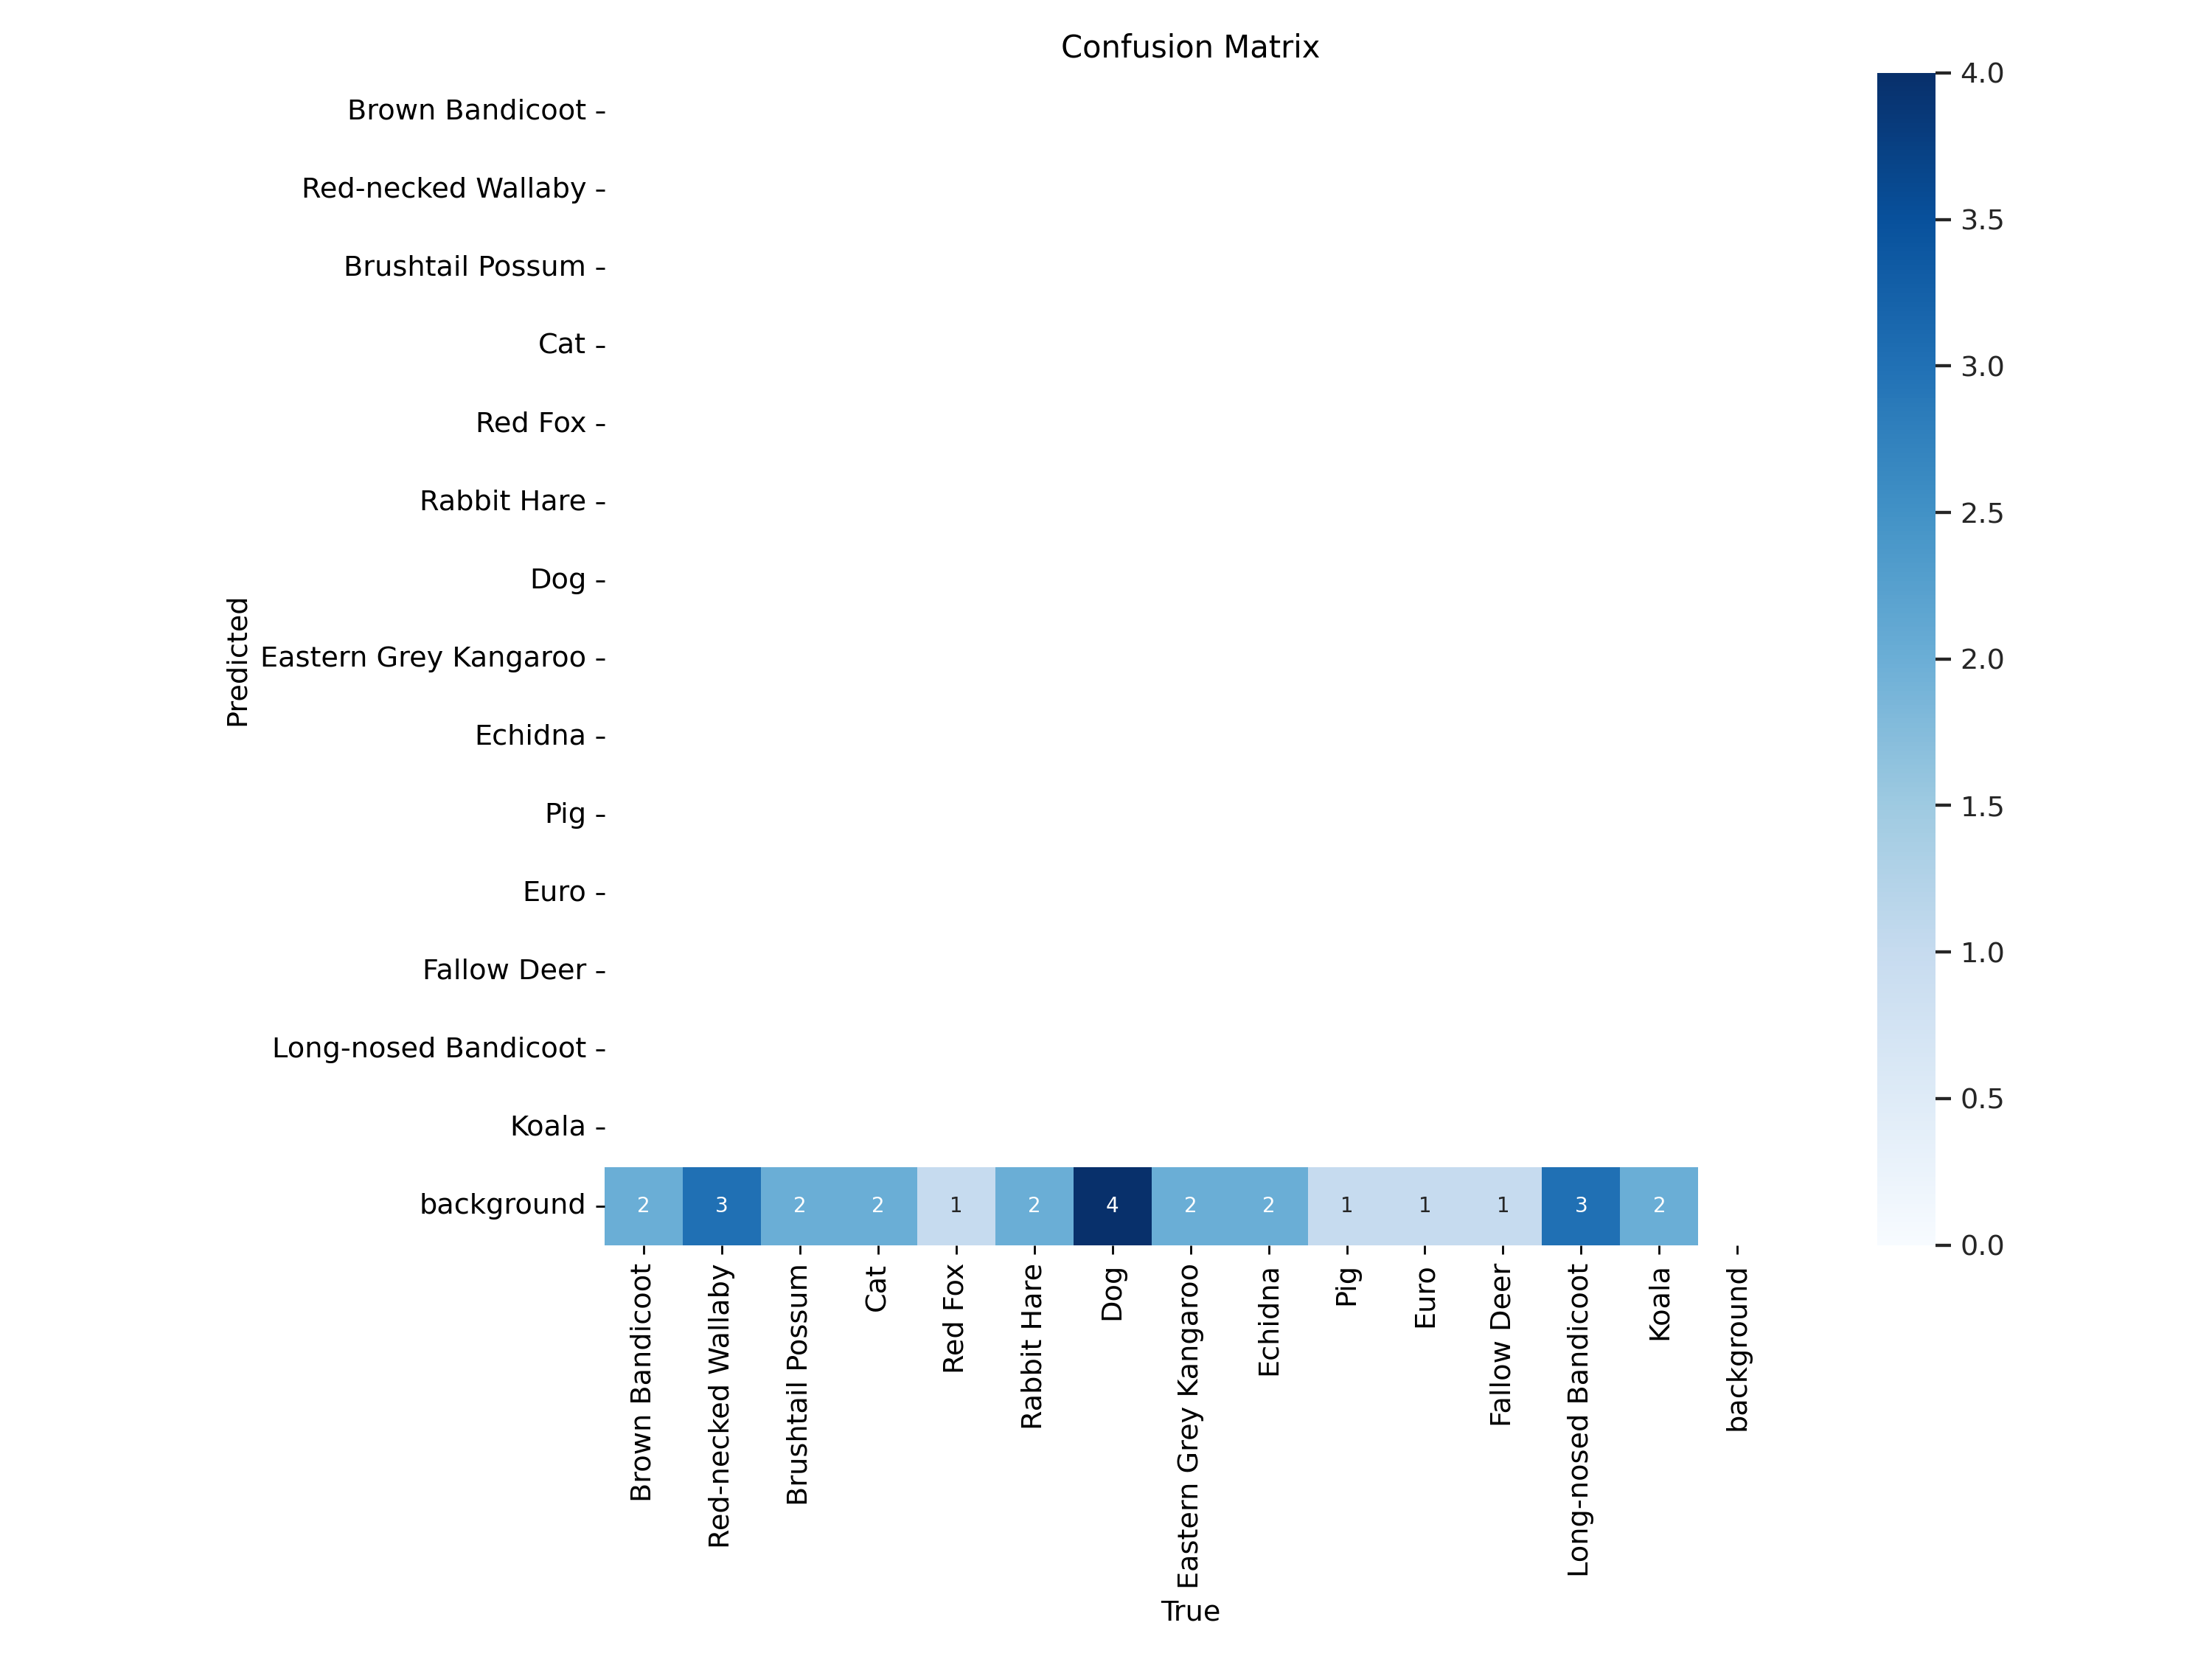 Confusion Matrix
Predicted
Brown Bandicoot
Red-necked Wallaby
Brushtail Possum
Cat
Red Fox
Rabbit Hare
Dog
Eastern Grey Kangaroo
Echidna
Pig
Euro
Fallow Deer
Long-nosed Bandicoot
Koala
background
2 3 2 2 1 2 4 2 2 1 1 1 3 2
Brown Bandicoot
Red-necked Wallaby
Brushtail Possum
Cat
Red Fox
Rabbit Hare
Dog
Eastern Grey Kangaroo
Echidna
Pig
Euro
Fallow Deer
Long-nosed Bandicoot
Koala
background
True
4.0
3.5
3.0
2.5
2.0
1.5
1.0
0.5
0.0